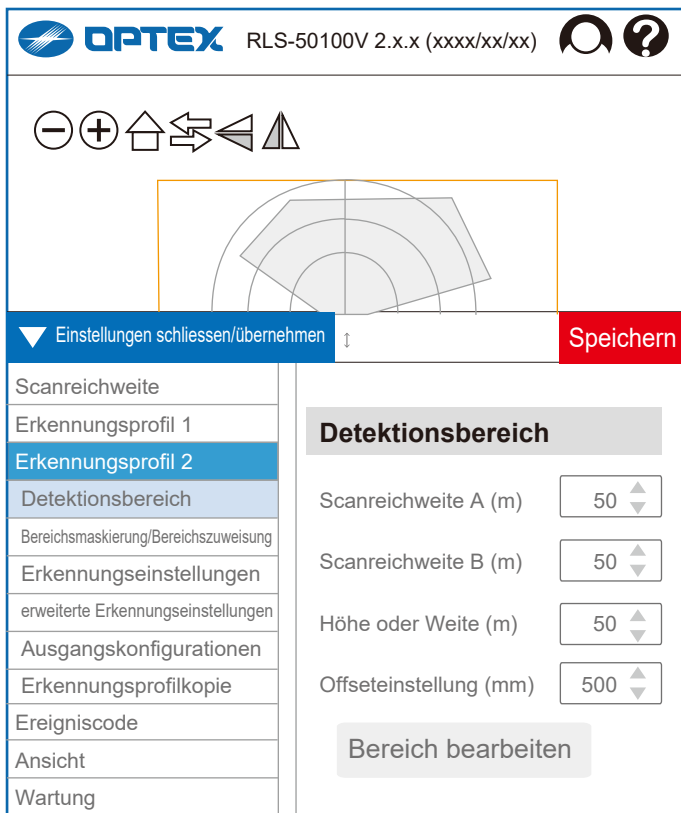 OPTEX RLS-50100V 2.x.x (xxxx/xx/xx) ?
Einstellungen schliessen/übernehmen ↕ Speichern
Scanreichweite
Erkennungsprofil 1
Erkennungsprofil 2
Detektionsbereich
Bereichsmaskierung/Bereichszuweisung
Erkennungseinstellungen
erweiterte Erkennungseinstellungen
Ausgangskonfigurationen
Erkennungsprofilkopie
Ereigniscode
Ansicht
Wartung
Detektionsbereich
Scanreichweite A (m) 50
Scanreichweite B (m) 50
Höhe oder Weite (m) 50
Offseteinstellung (mm) 500
Bereich bearbeiten